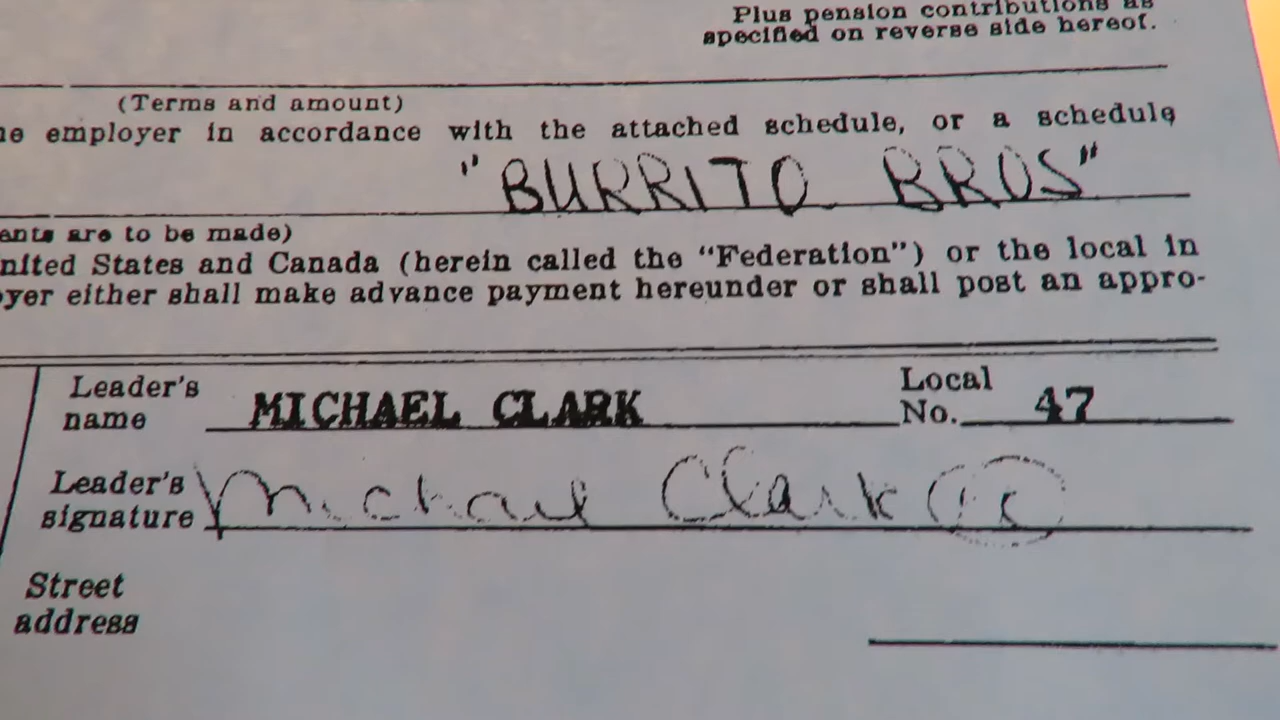 Plus pension contributions as
specified on reverse side hereof.
(Terms and amount)
employer in accordance with the attached schedule, or a schedule
"BURRITO BROS"
are to be made)
United States and Canada (herein called the "Federation") or the local in
either shall make advance payment hereunder or shall post an appro-
Leader's name MICHAEL CLARK Local No. 47
Leader's signature Michael Clark
Street
address